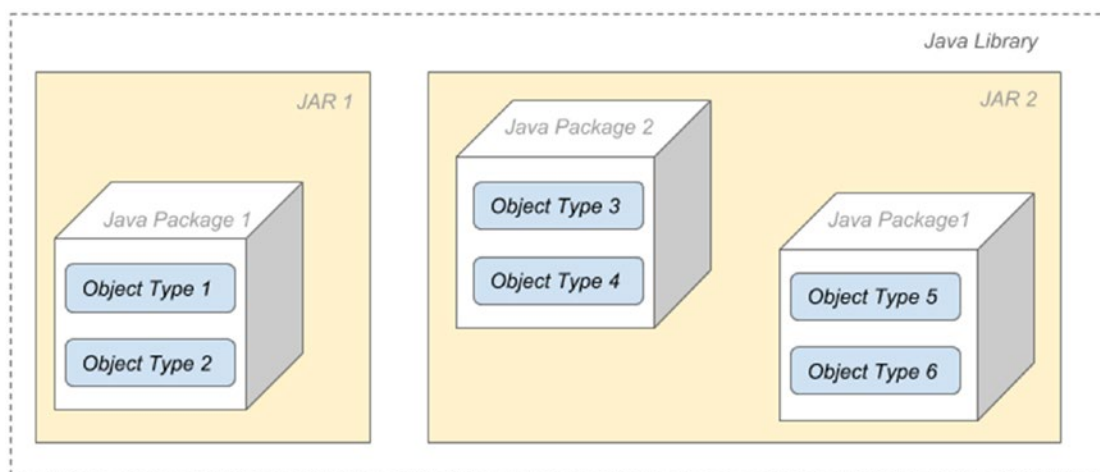 Java Library
JAR 1
Java Package 1
Object Type 1
Object Type 2
JAR 2
Java Package 2
Object Type 3
Object Type 4
Java Package1
Object Type 5
Object Type 6